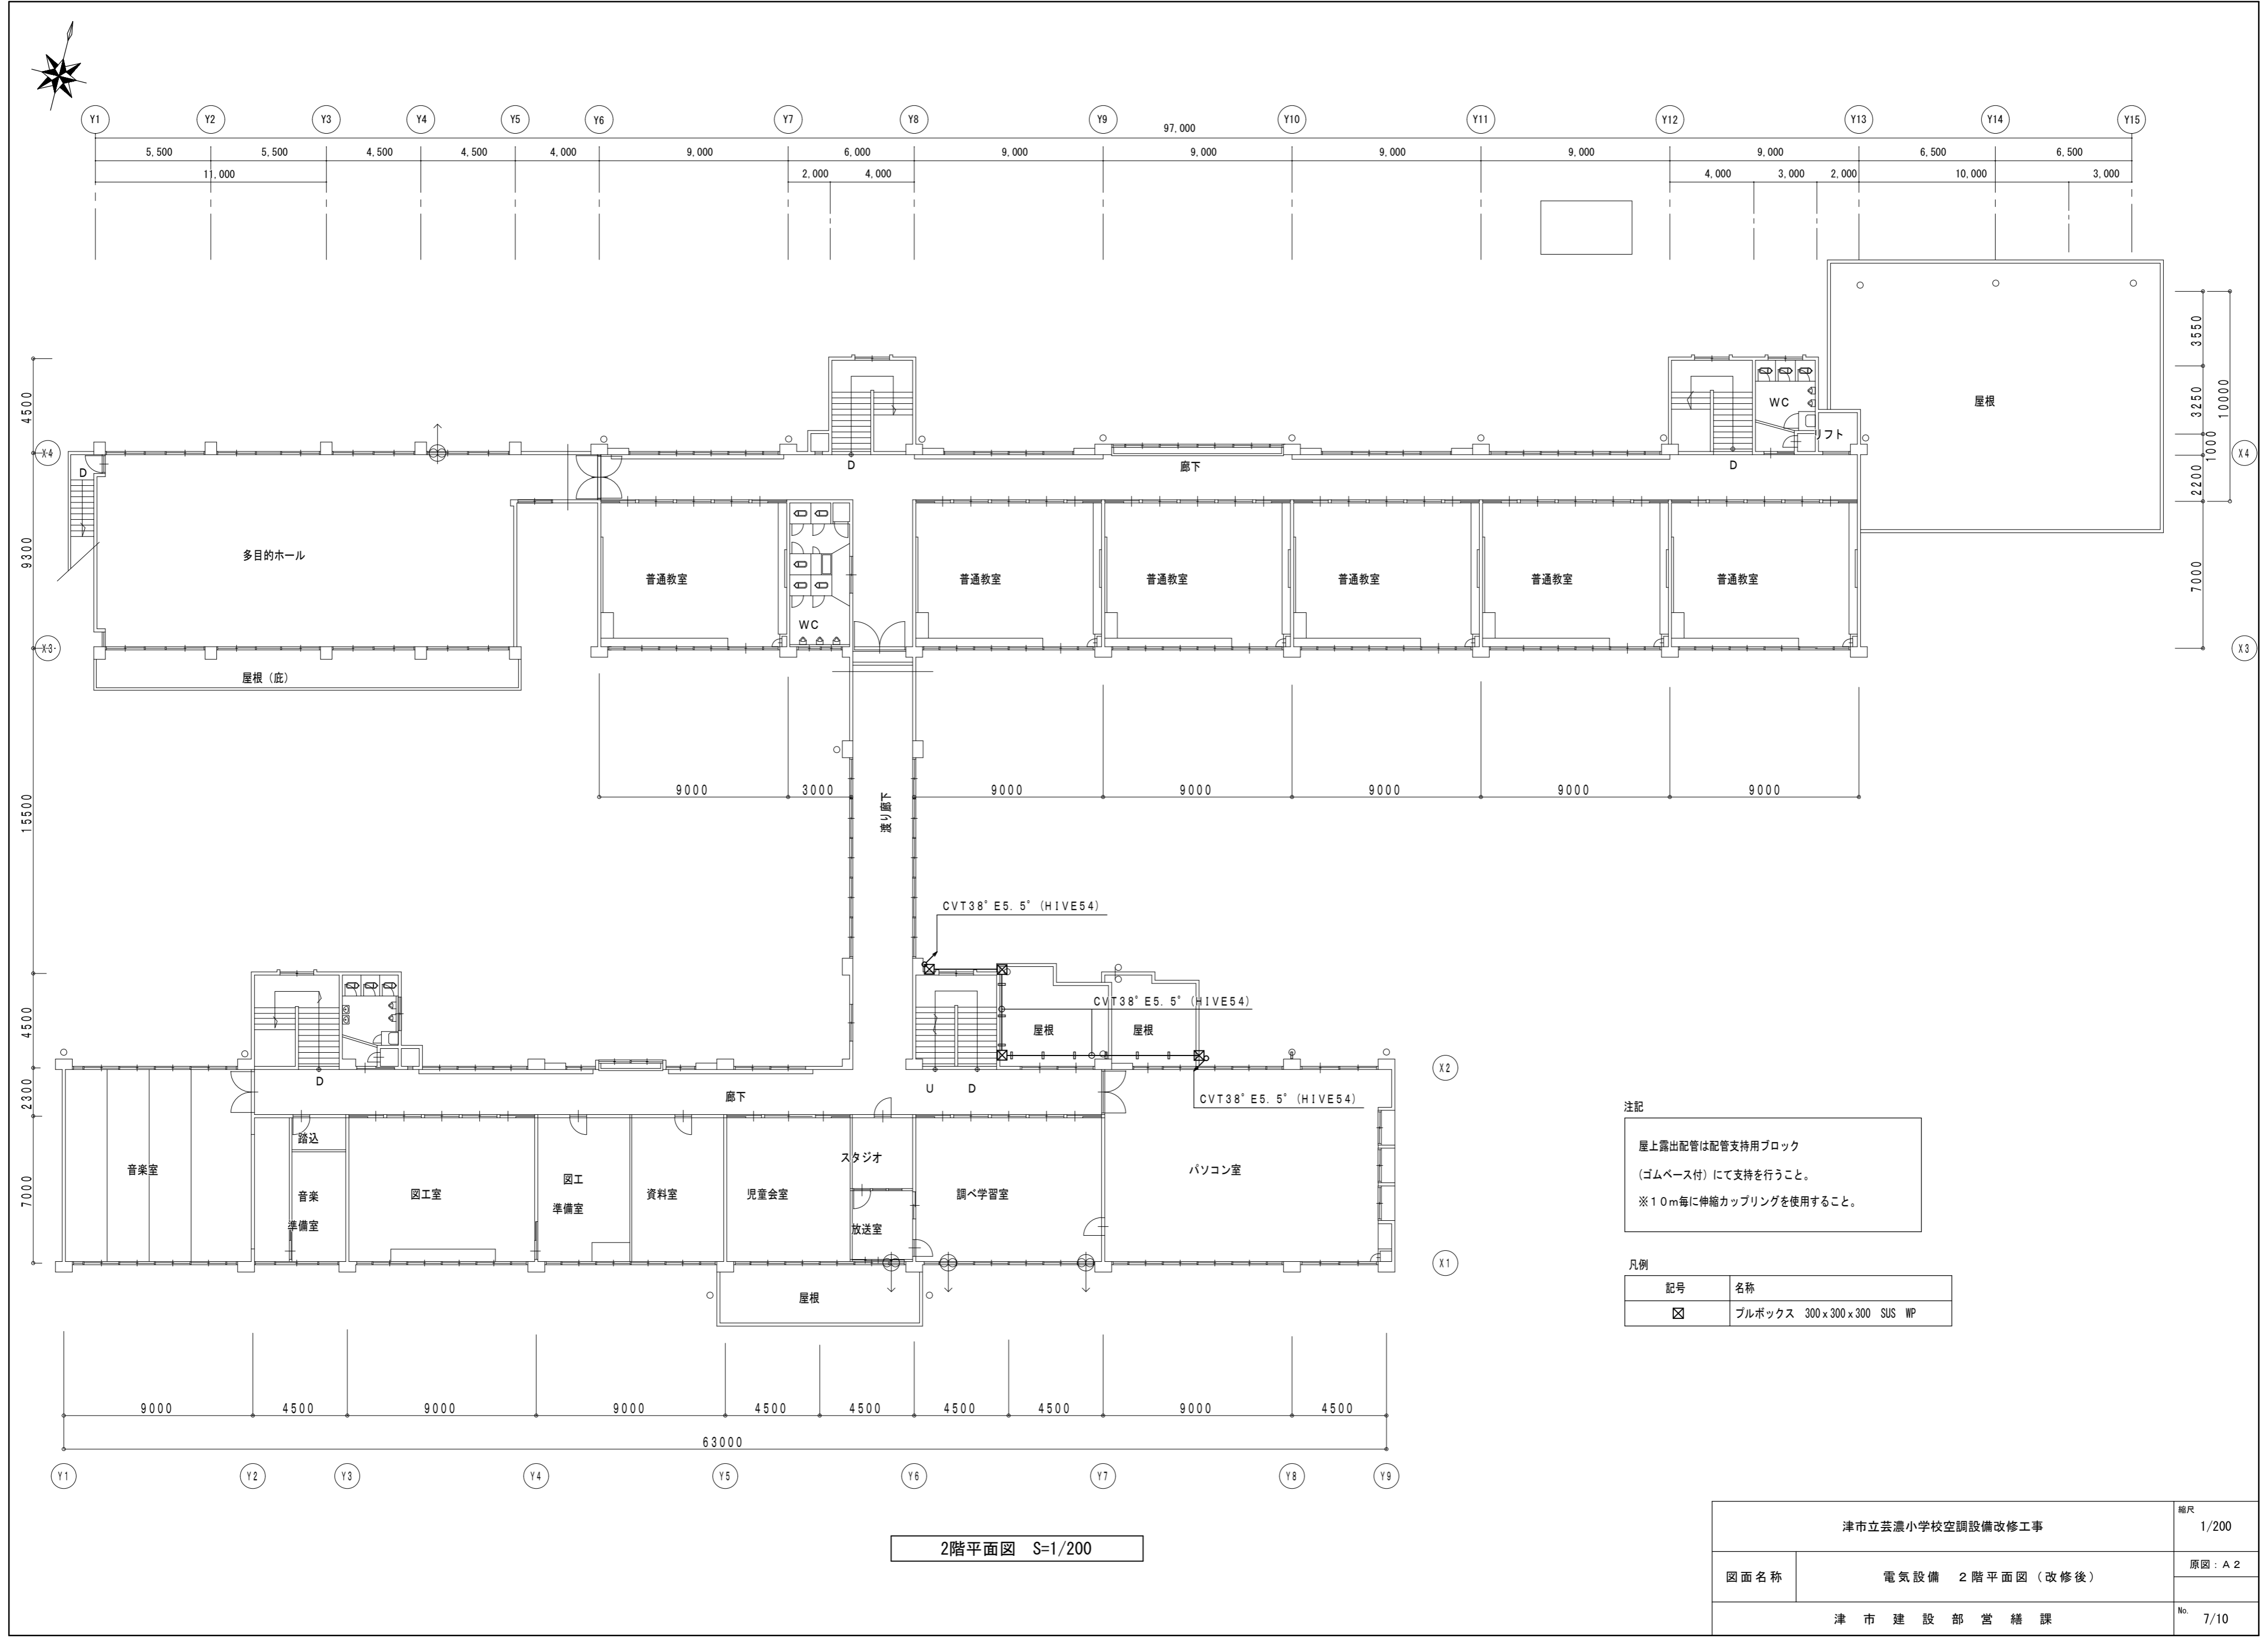 Y1 Y2 Y3 Y4 Y5 Y6 Y7 Y8 Y9 Y10 Y11 Y12 Y13 Y14 Y15
97,000
5,500 5,500 4,500 4,500 4,000 9,000 6,000 9,000 9,000 9,000 9,000 9,000 6,500 6,500
11,000 2,000 4,000 4,000 3,000 2,000 10,000 3,000
3550
4500 WC 屋根 3250 10000
リフト
X4 D D 廊下 D 1000 X4
2200
9300 多目的ホール
普通教室 普通教室 普通教室 普通教室 普通教室 普通教室 7000
WC
X3 X3
屋根（庇）
9000 3000 9000 9000 9000 9000 9000
15500 渡り廊下
CVT38° E5.5° (HIVE54)
CVT38° E5.5° (HIVE54)
4500 屋根 屋根
X2
D U D
2300 廊下
CVT38° E5.5° (HIVE54)
踏込
スタジオ
音楽室 図工 パソコン室
7000 音楽 図工室 資料室 児童会室 調べ学習室
準備室
準備室 放送室
X1
屋根
注記
屋上露出配管は配管支持用ブロック
(ゴムベース付) にて支持を行うこと。
※１０ｍ毎に伸縮カップリングを使用すること。
凡例
記号 名称
プルボックス 300x300x300 SUS WP
9000 4500 9000 9000 4500 4500 4500 4500 9000 4500
63000
Y1 Y2 Y3 Y4 Y5 Y6 Y7 Y8 Y9
2階平面図 S=1/200
津市立芸濃小学校空調設備改修工事
縮尺
1/200
図面名称
電気設備 ２階平面図（改修後）
原図：Ａ２
津市建設部営繕課
No.
7/10